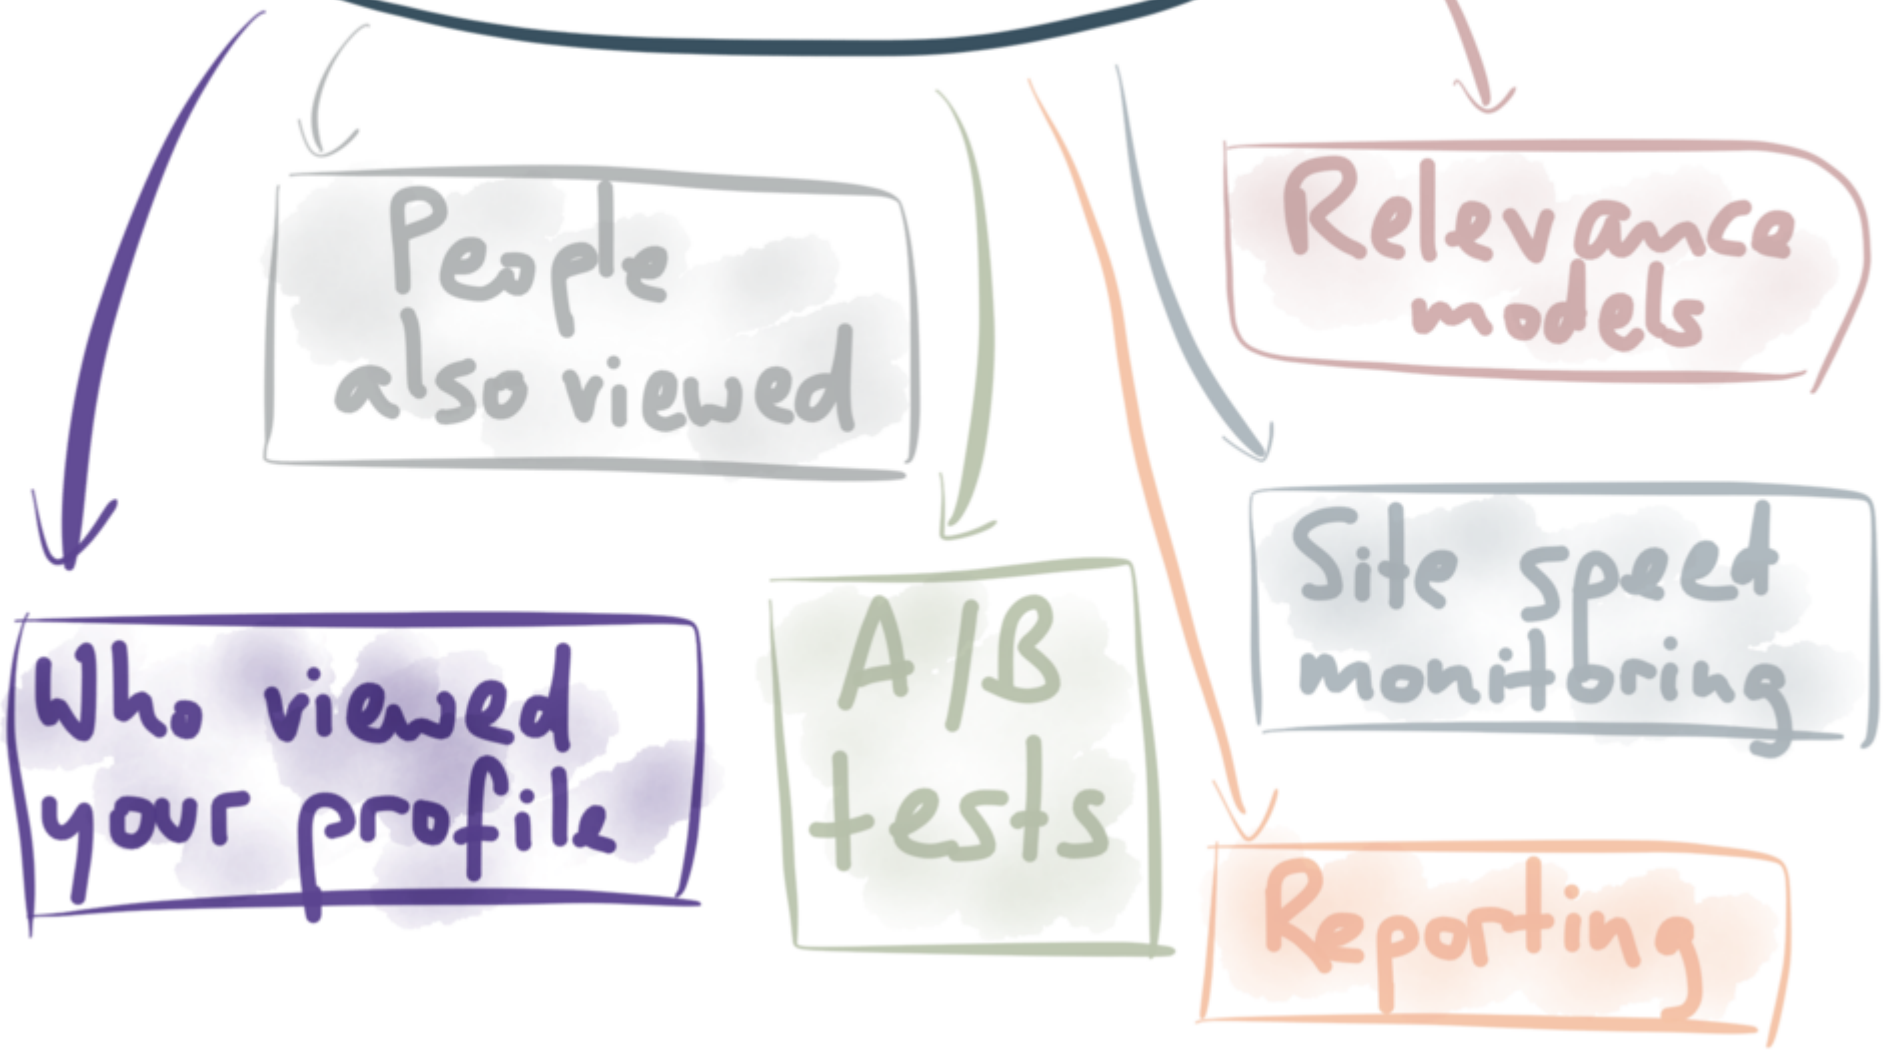 People
also viewed
Relevance
models
Who viewed
your profile
A/B
tests
Site speed
monitoring
Reporting